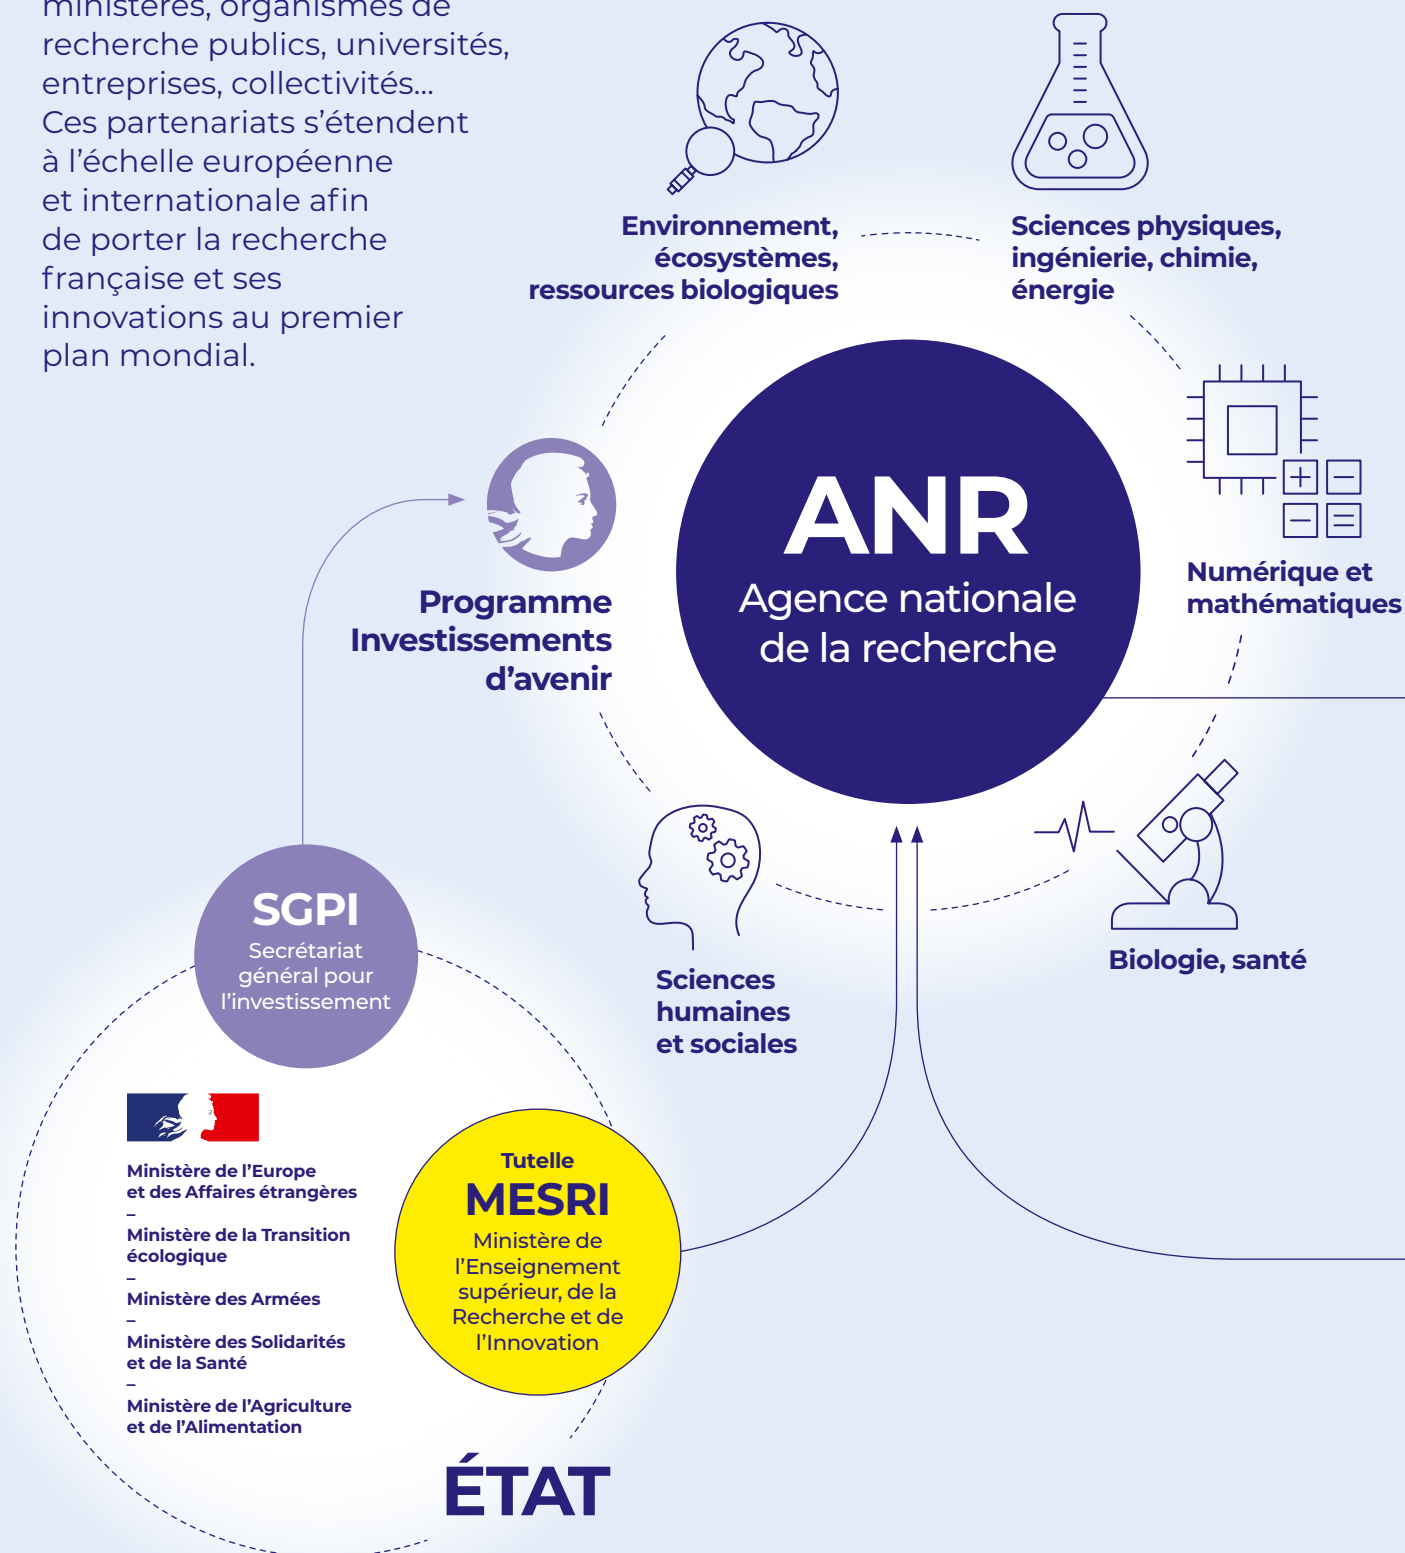 ministères, organismes de
recherche publics, universités,
entreprises, collectivités...
Ces partenariats s’étendent
à l’échelle européenne
et internationale afin
de porter la recherche
française et ses
innovations au premier
plan mondial.
Environnement,
écosystèmes,
ressources biologiques
Sciences physiques,
ingénierie, chimie,
énergie
ANR
Agence nationale
de la recherche
Numérique et
mathématiques
Programme
Investissements
d’avenir
SGPI
Secrétariat
général pour
l’investissement
Sciences
humaines
et sociales
Biologie, santé
Ministère de l’Europe
et des Affaires étrangères
–
Ministère de la Transition
écologique
–
Ministère des Armées
–
Ministère des Solidarités
et de la Santé
–
Ministère de l’Agriculture
et de l’Alimentation
Tutelle
MESRI
Ministère de
l’Enseignement
supérieur, de la
Recherche et de
l’Innovation
ÉTAT